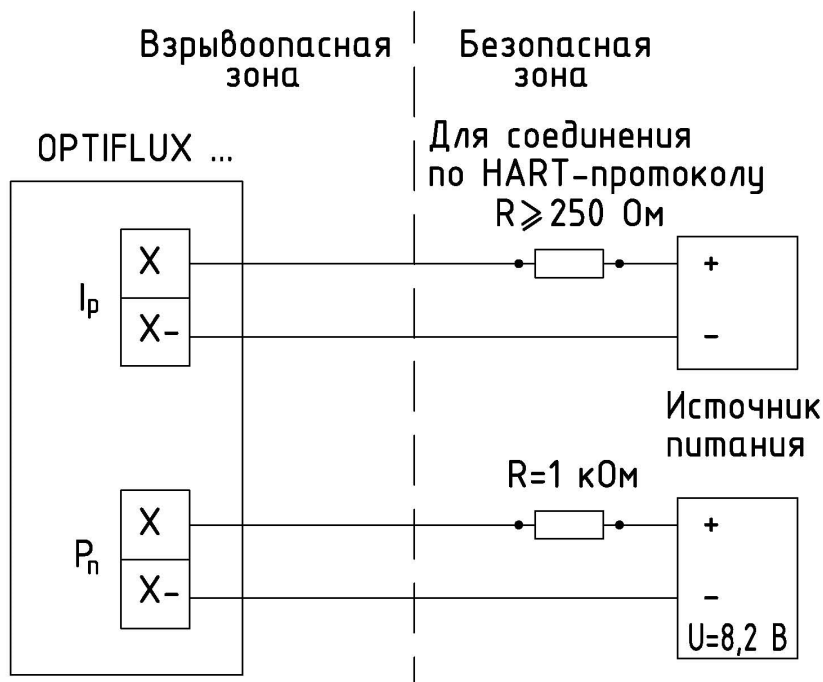 Взрывоопасная
зона
Безопасная
зона
OPTIFLUX ...
Для соединения
по HART-протоколу
R⩾250 Ом
X
+
Iр
X-
-
Источник
питания
R=1 кОм
X
+
Pп
X-
-
U=8,2 В